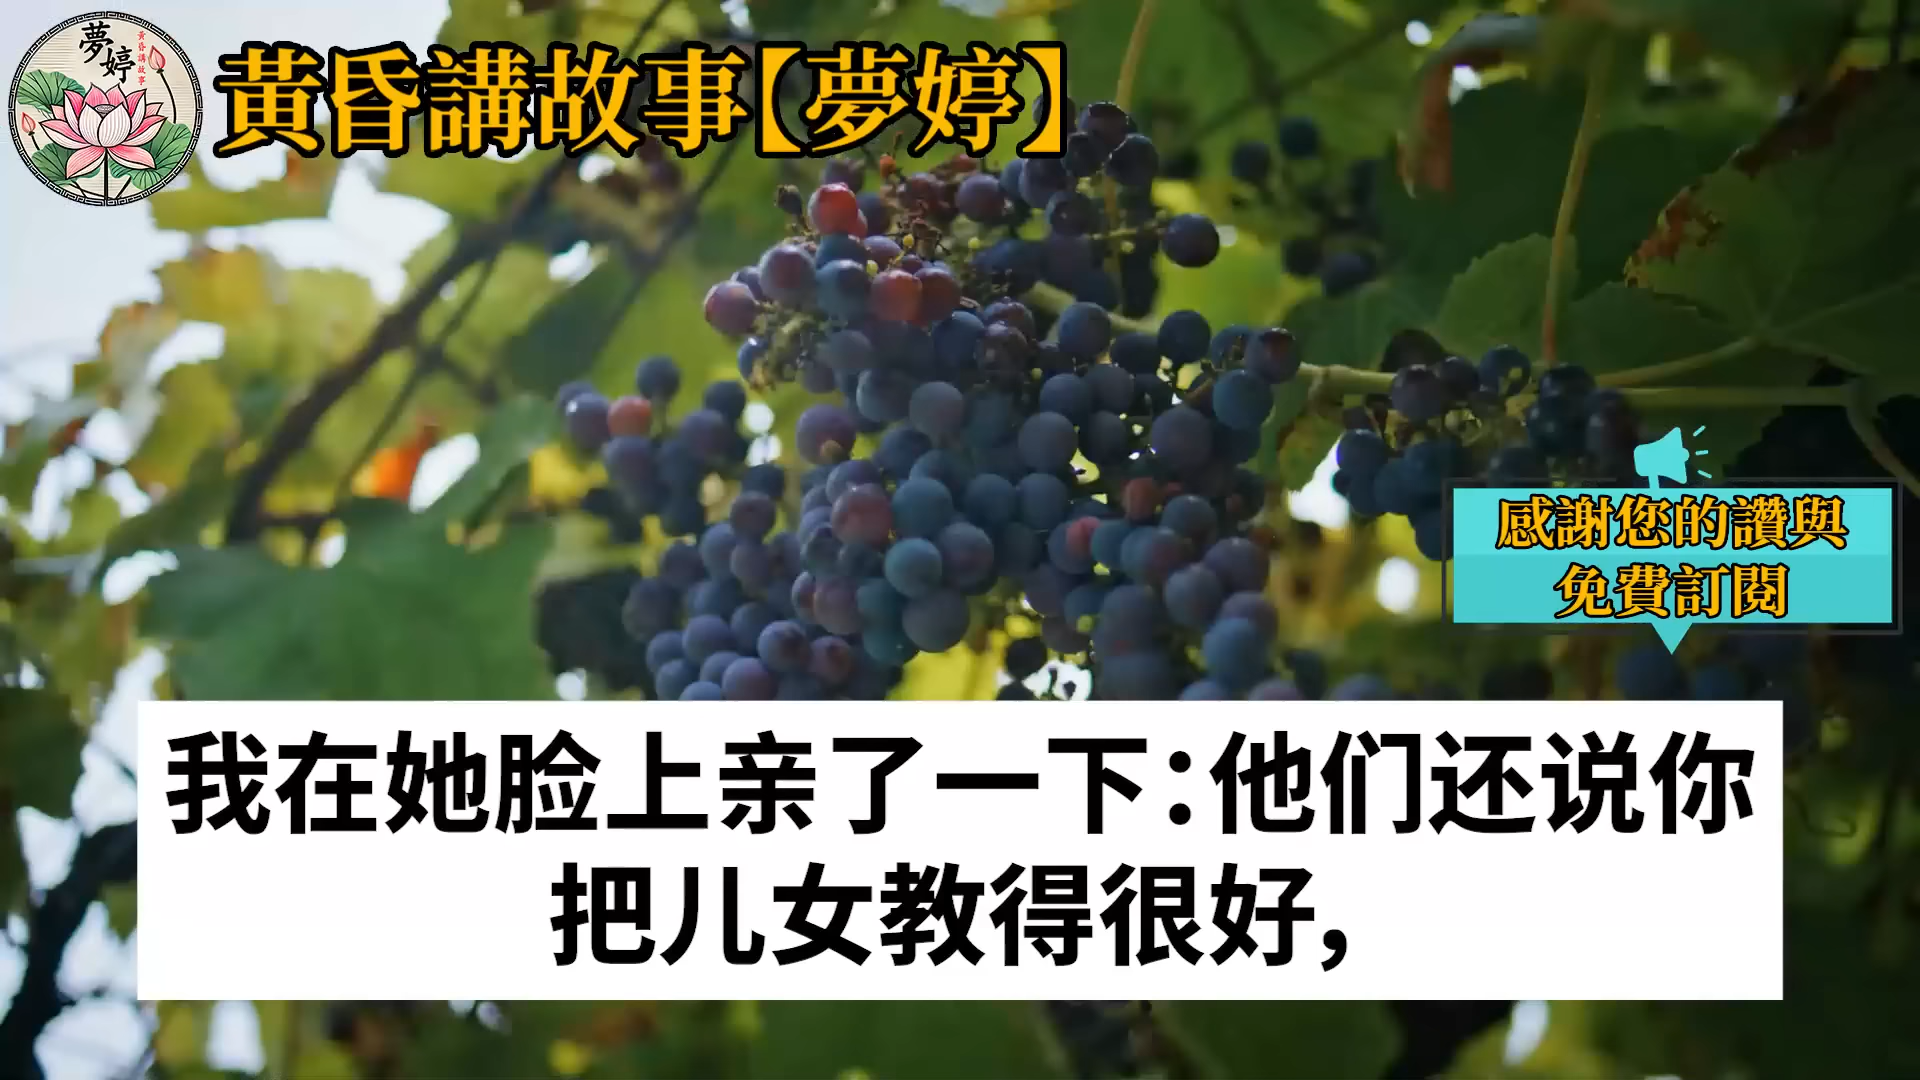 夢婷
黃昏講故事
黃昏講故事【夢婷】
感謝您的讚與
免費訂閱
我在她脸上亲了一下：他们还说你
把儿女教得很好，